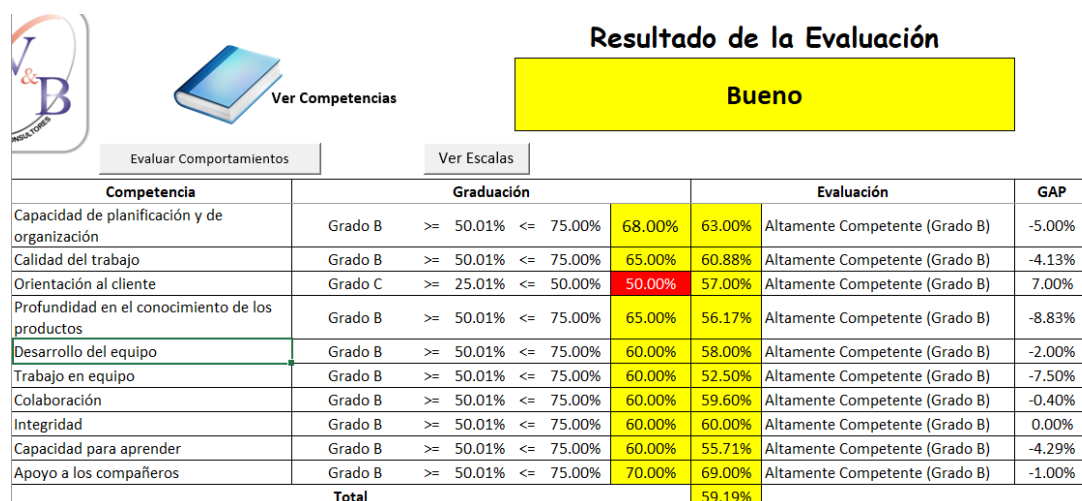 Resultado de la Evaluación
&
B
Ver Competencias
Bueno
Evaluar Comportamientos
Ver Escalas
Competencia Graduación Evaluación GAP
Capacidad de planificación y de
organización Grado B >= 50.01% <= 75.00% 68.00% 63.00% Altamente Competente (Grado B) -5.00%
Calidad del trabajo Grado B >= 50.01% <= 75.00% 65.00% 60.88% Altamente Competente (Grado B) -4.13%
Orientación al cliente Grado C >= 25.01% <= 50.00% 50.00% 57.00% Altamente Competente (Grado B) 7.00%
Profundidad en el conocimiento de los
productos Grado B >= 50.01% <= 75.00% 65.00% 56.17% Altamente Competente (Grado B) -8.83%
Desarrollo del equipo Grado B >= 50.01% <= 75.00% 60.00% 58.00% Altamente Competente (Grado B) -2.00%
Trabajo en equipo Grado B >= 50.01% <= 75.00% 60.00% 52.50% Altamente Competente (Grado B) -7.50%
Colaboración Grado B >= 50.01% <= 75.00% 60.00% 59.60% Altamente Competente (Grado B) -0.40%
Integridad Grado B >= 50.01% <= 75.00% 60.00% 60.00% Altamente Competente (Grado B) 0.00%
Capacidad para aprender Grado B >= 50.01% <= 75.00% 60.00% 55.71% Altamente Competente (Grado B) -4.29%
Apoyo a los compañeros Grado B >= 50.01% <= 75.00% 70.00% 69.00% Altamente Competente (Grado B) -1.00%
Total 59.19%